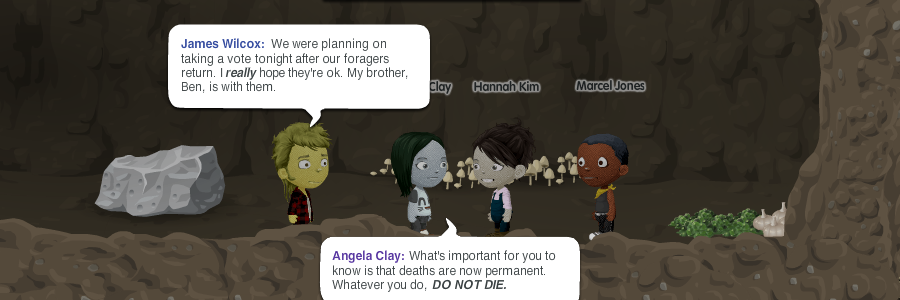 James Wilcox: We were planning on
taking a vote tonight after our foragers
return. I really hope they're ok. My brother,
Ben, is with them.
Clay
Hannah Kim
Marcel Jones
Angela Clay: What's important for you to
know is that deaths are now permanent.
Whatever you do, DO NOT DIE.